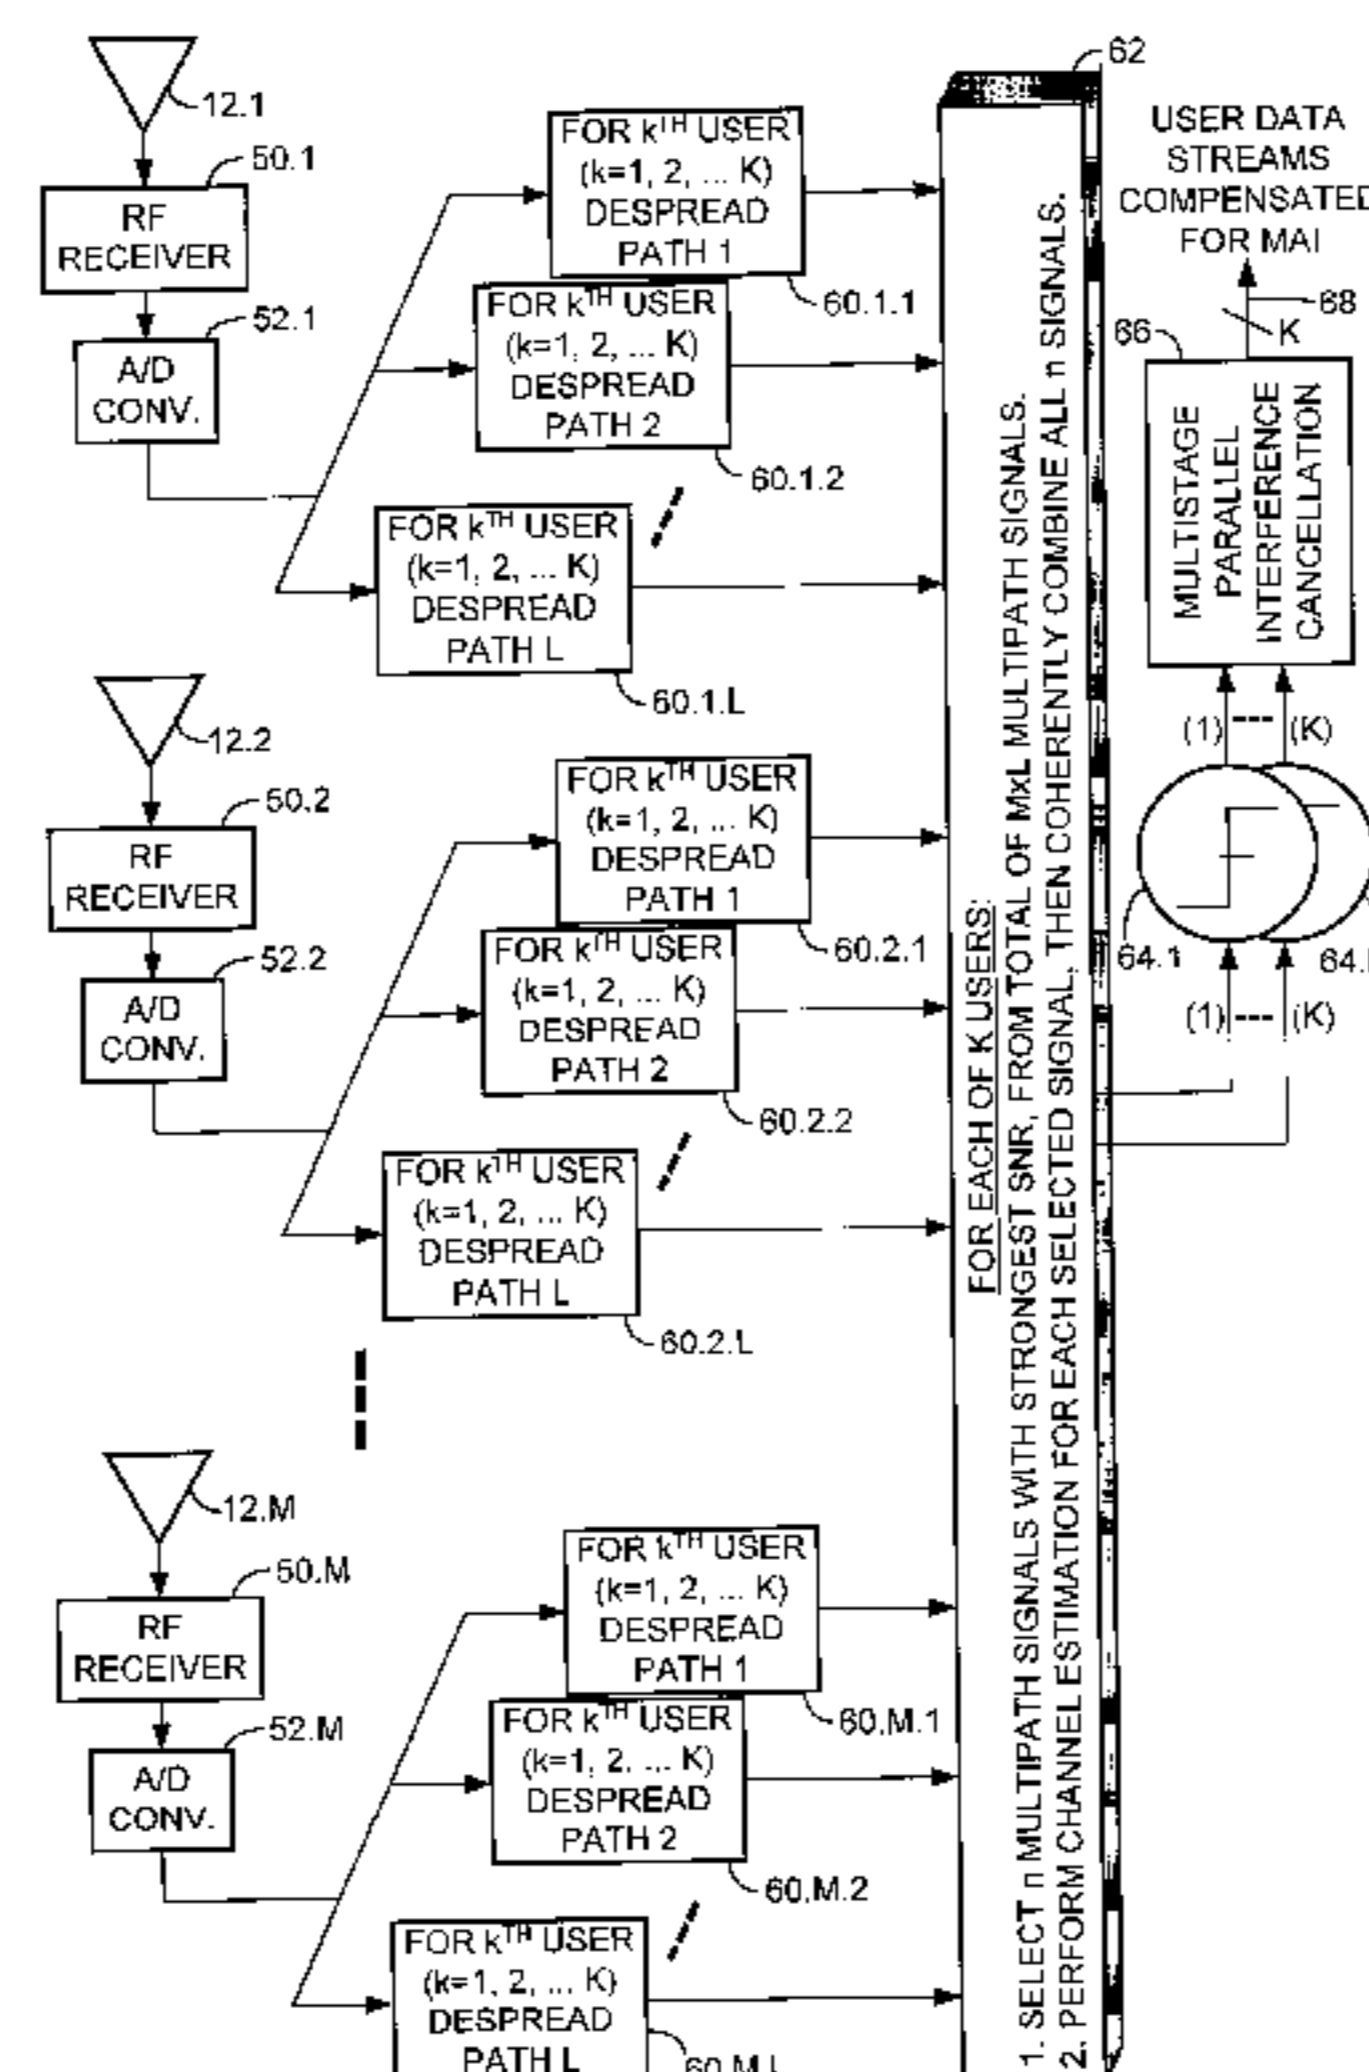 12.1
50.1
RF
RECEIVER
52.1
A/D
CONV.
FOR kTH USER
(k=1, 2, ... K)
DESPREAD
PATH 1
60.1.1
FOR kTH USER
(k=1, 2, ... K)
DESPREAD
PATH 2
60.1.2
FOR kTH USER
(k=1, 2, ... K)
DESPREAD
PATH L
60.1.L
12.2
50.2
RF
RECEIVER
52.2
A/D
CONV.
FOR kTH USER
(k=1, 2, ... K)
DESPREAD
PATH 1
60.2.1
FOR kTH USER
(k=1, 2, ... K)
DESPREAD
PATH 2
60.2.2
FOR kTH USER
(k=1, 2, ... K)
DESPREAD
PATH L
60.2.L
12.M
50.M
RF
RECEIVER
52.M
A/D
CONV.
FOR kTH USER
(k=1, 2, ... K)
DESPREAD
PATH 1
60.M.1
FOR kTH USER
(k=1, 2, ... K)
DESPREAD
PATH 2
60.M.2
FOR kTH USER
(k=1, 2, ... K)
DESPREAD
PATH L
62
FOR EACH OF K USERS:
1. SELECT n MULTIPATH SIGNALS WITH STRONGEST SNR, FROM TOTAL OF MxL MULTIPATH SIGNALS.
2. PERFORM CHANNEL ESTIMATION FOR EACH SELECTED SIGNAL, THEN COHERENTLY COMBINE ALL n SIGNALS.
USER DATA
STREAMS
COMPENSATED
FOR MAI
68
K
66
MULTISTAGE
PARALLEL
INTERFERENCE
CANCELLATION
(1) (K)
64.1
(1) (K)